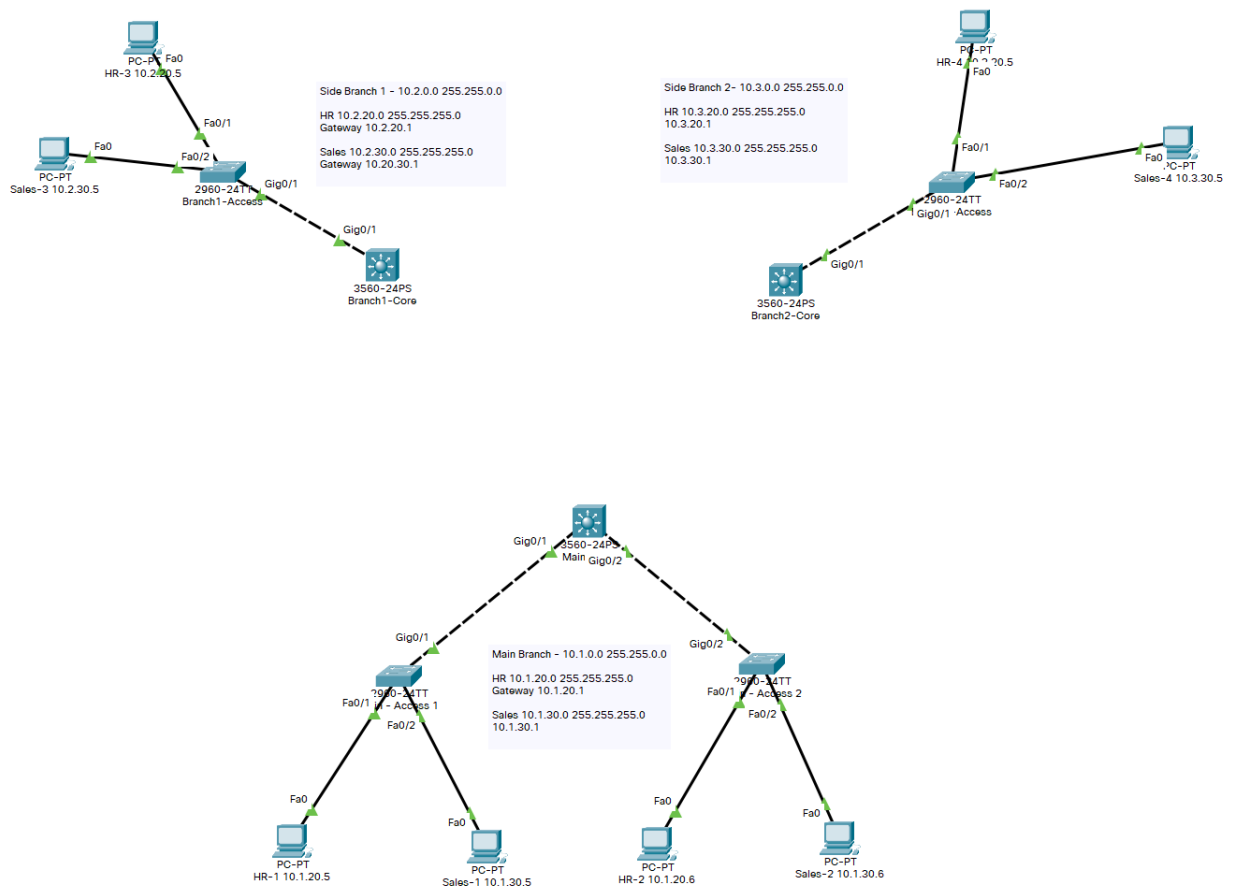 PC-PT
HR-3 10.2.20.5
Fa0
Fa0/1
PC-PT
Sales-3 10.2.30.5
Fa0
Fa0/2
2960-24TT
Branch1-Access
Gig0/1
Gig0/1
3560-24PS
Branch1-Core
Side Branch 1 - 10.2.0.0 255.255.0.0
HR 10.2.20.0 255.255.255.0
Gateway 10.2.20.1
Sales 10.2.30.0 255.255.255.0
Gateway 10.20.30.1
Side Branch 2- 10.3.0.0 255.255.0.0
HR 10.3.20.0 255.255.255.0
10.3.20.1
Sales 10.3.30.0 255.255.255.0
10.3.30.1
PC-PT
HR-4
Fa0
Fa0/1
PC-PT
Sales-4 10.3.30.5
Fa0
Fa0/2
2960-24TT
Access
Gig0/1
Gig0/1
3560-24PS
Branch2-Core
3560-24PS
Main
Gig0/1
Gig0/2
Gig0/1
Gig0/2
Main Branch - 10.1.0.0 255.255.0.0
HR 10.1.20.0 255.255.255.0
Gateway 10.1.20.1
Sales 10.1.30.0 255.255.255.0
10.1.30.1
2960-24TT
- Access 1
Fa0/1
Fa0/2
2960-24TT
- Access 2
Fa0/1
Fa0/2
Fa0
PC-PT
HR-1 10.1.20.5
Fa0
PC-PT
Sales-1 10.1.30.5
Fa0
PC-PT
HR-2 10.1.20.6
Fa0
PC-PT
Sales-2 10.1.30.6